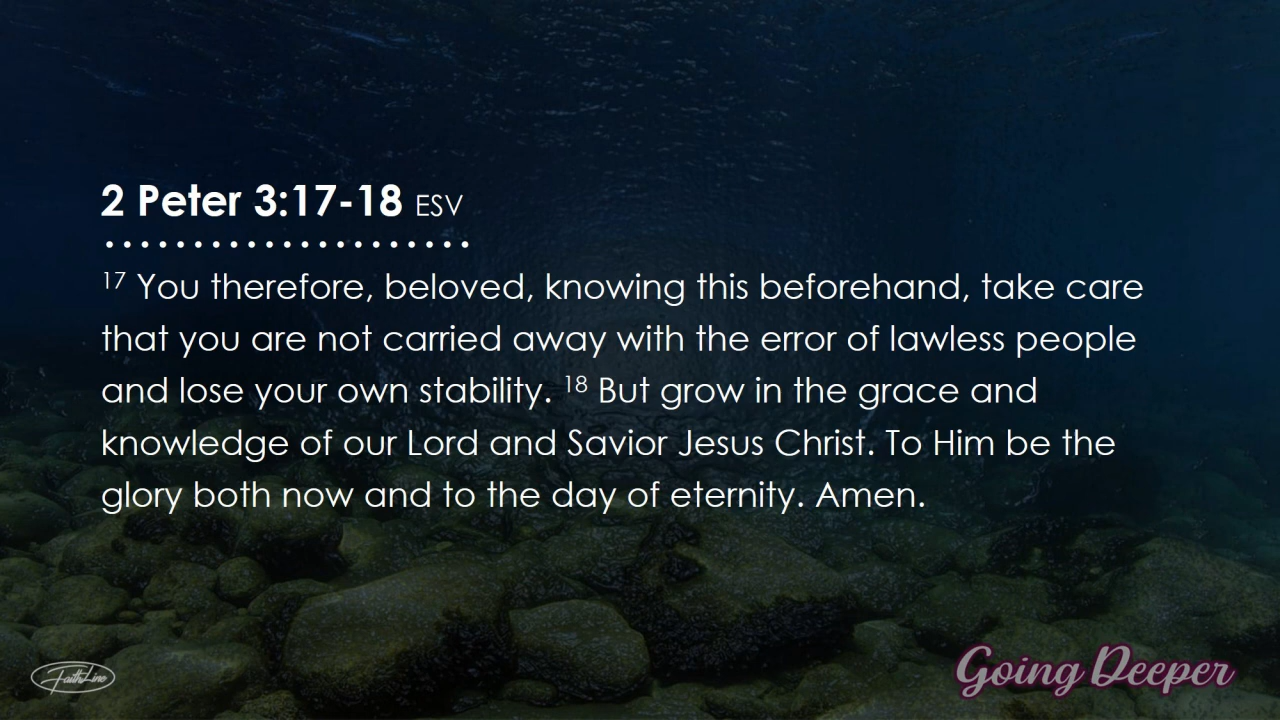 2 Peter 3:17-18 ESV
17 You therefore, beloved, knowing this beforehand, take care
that you are not carried away with the error of lawless people
and lose your own stability. 18 But grow in the grace and
knowledge of our Lord and Savior Jesus Christ. To Him be the
glory both now and to the day of eternity. Amen.
FaithLine
Going Deeper